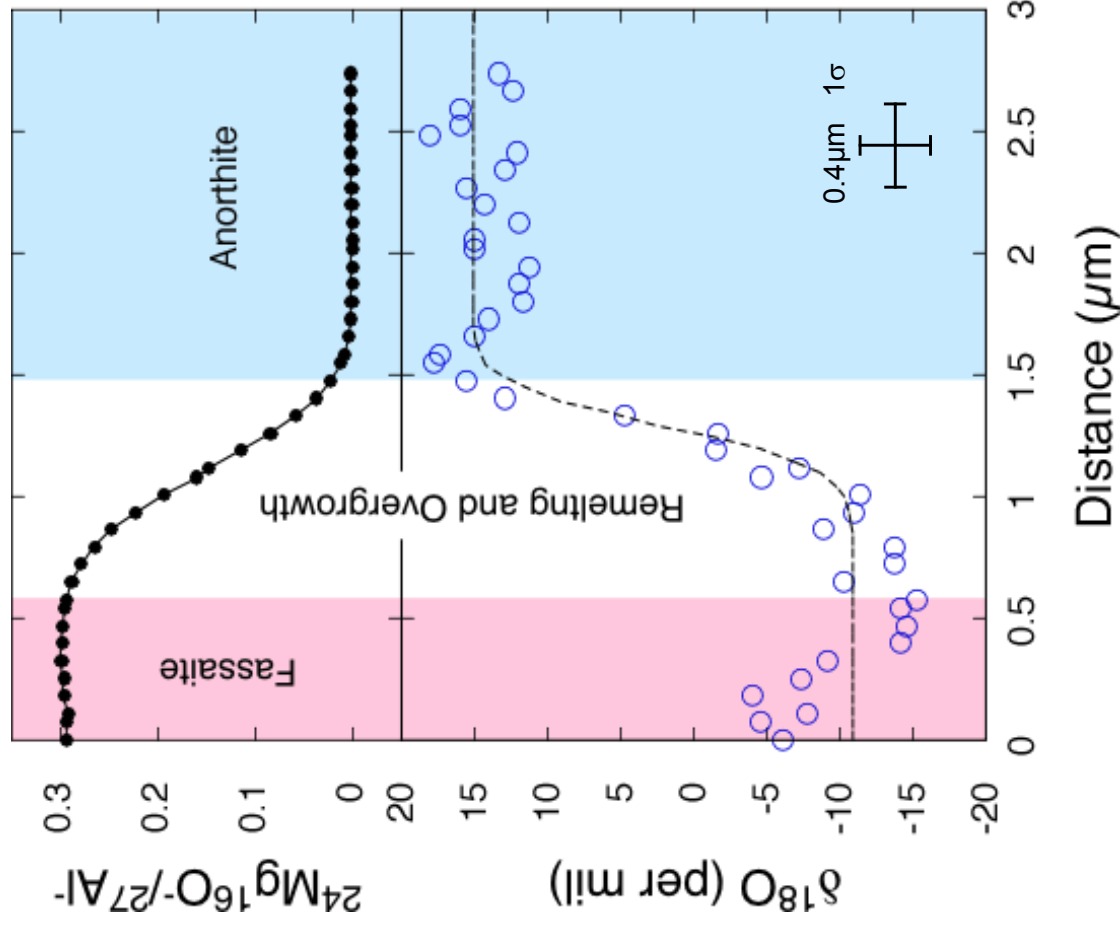 ²⁴Mg¹⁶O⁻/²⁷Al⁻
0.3
0.2
0.1
0
Fassaite
Anorthite
Remeltng and Overgrowth
δ¹⁸O (per mil)
20
15
10
5
0
-5
-10
-15
-20
0.4μm 1σ
0
0.5
1
1.5
2
2.5
3
Distance (μm)